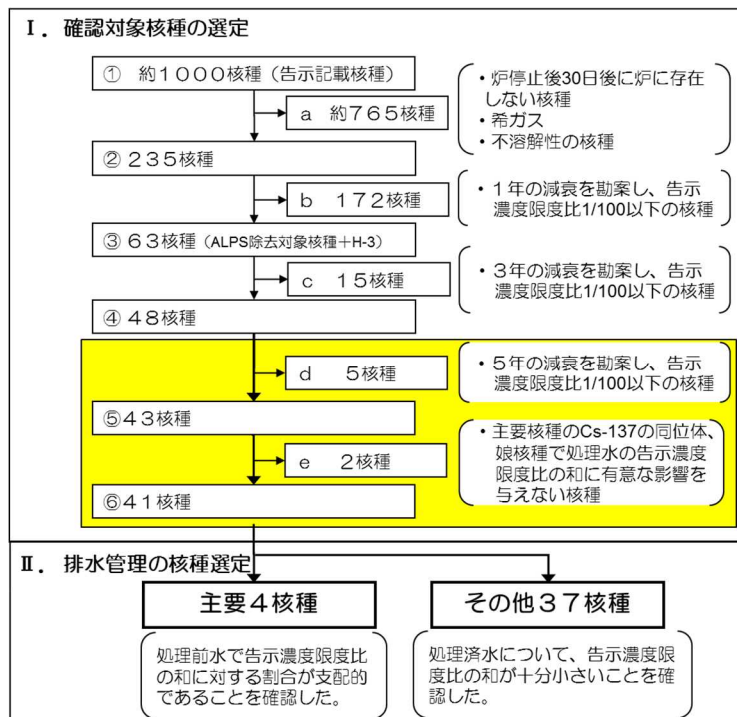 Ⅰ．確認対象核種の選定
① 約１０００核種（告示記載核種）
a 約７６５核種
・炉停止後30日後に炉に存在
しない核種
・希ガス
・不溶解性の核種
②２３５核種
b １７２核種
・１年の減衰を勘案し、告示
濃度限度比1/100以下の核種
③６３核種（ALPS除去対象核種＋H-3）
c １５核種
・３年の減衰を勘案し、告示
濃度限度比1/100以下の核種
④４８核種
d ５核種
・５年の減衰を勘案し、告示
濃度限度比1/100以下の核種
⑤４３核種
e ２核種
・主要核種のCs-137の同位体、
娘核種で処理水の告示濃度
限度比の和に有意な影響を
与えない核種
⑥４１核種
Ⅱ．排水管理の核種選定
主要４核種
その他３７核種
処理前水で告示濃度限度比
の和に対する割合が支配的
であることを確認した。
処理済水について、告示濃度限
度比の和が十分小さいことを確
認した。